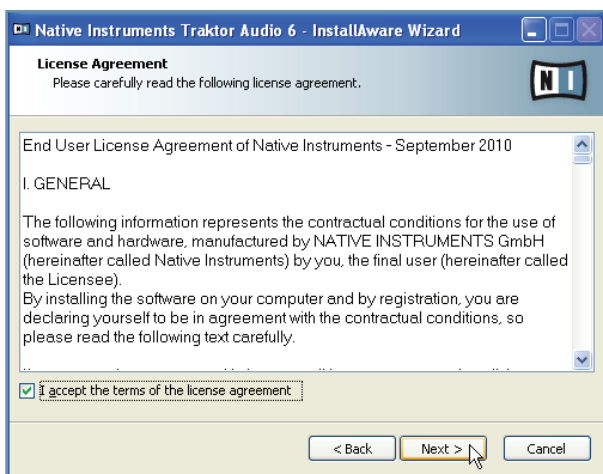 Native Instruments Traktor Audio 6 - InstallAware Wizard
License Agreement
Please carefully read the following license agreement.
NI
End User License Agreement of Native Instruments - September 2010
I. GENERAL
The following information represents the contractual conditions for the use of
software and hardware, manufactured by NATIVE INSTRUMENTS GmbH
(hereinafter called Native Instruments) by you, the final user (hereinafter called
the Licensee).
By installing the software on your computer and by registration, you are
declaring yourself to be in agreement with the contractual conditions, so
please read the following text carefully.
I accept the terms of the license agreement
< Back Next > Cancel